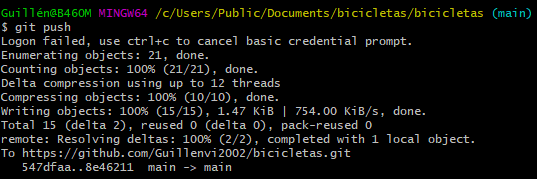 Guillén@B460M MINGW64 /c/Users/Public/Documents/bicicletas/bicicletas (main)
$ git push
Logon failed, use ctrl+c to cancel basic credential prompt.
Enumerating objects: 21, done.
Counting objects: 100% (21/21), done.
Delta compression using up to 12 threads
Compressing objects: 100% (10/10), done.
Writing objects: 100% (15/15), 1.47 KiB | 754.00 KiB/s, done.
Total 15 (delta 2), reused 0 (delta 0), pack-reused 0
remote: Resolving deltas: 100% (2/2), completed with 1 local object.
To https://github.com/Guillenvi2002/bicicletas.git
   547dfaa..8e46211  main -> main